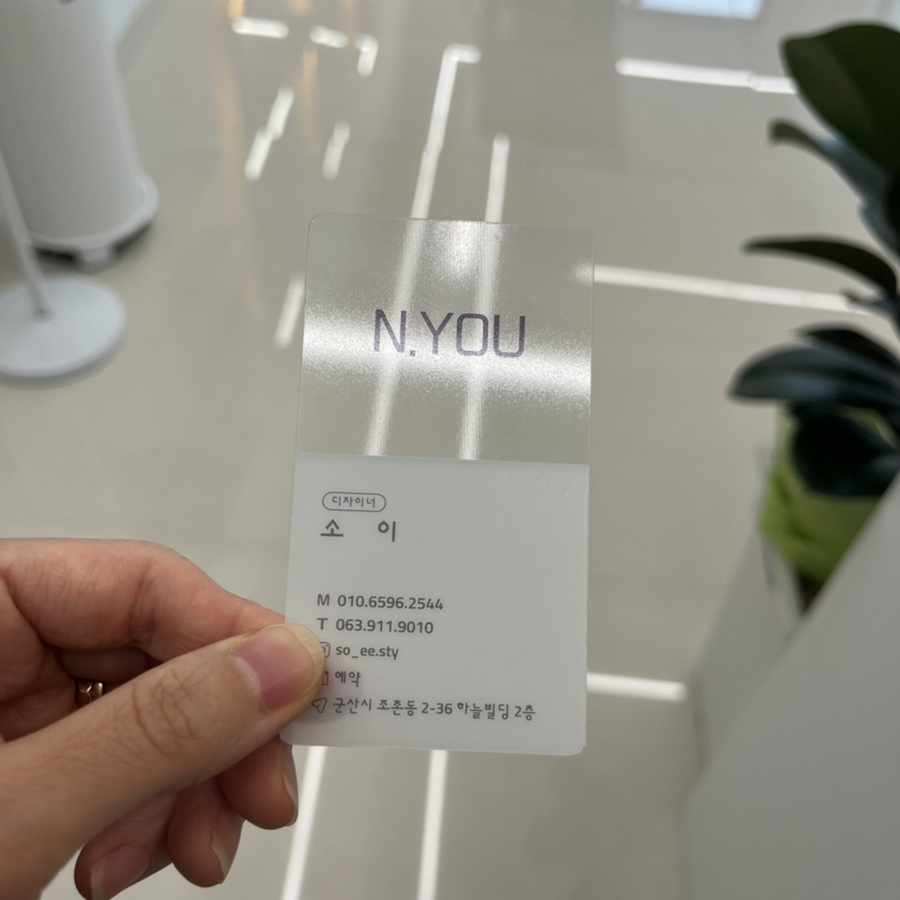 N.YOU
디자이너
소 이
M 010.6596.2544
T 063.911.9010
so_ee.sty
예약
군산시 조촌동 2-36 하늘빌딩 2층